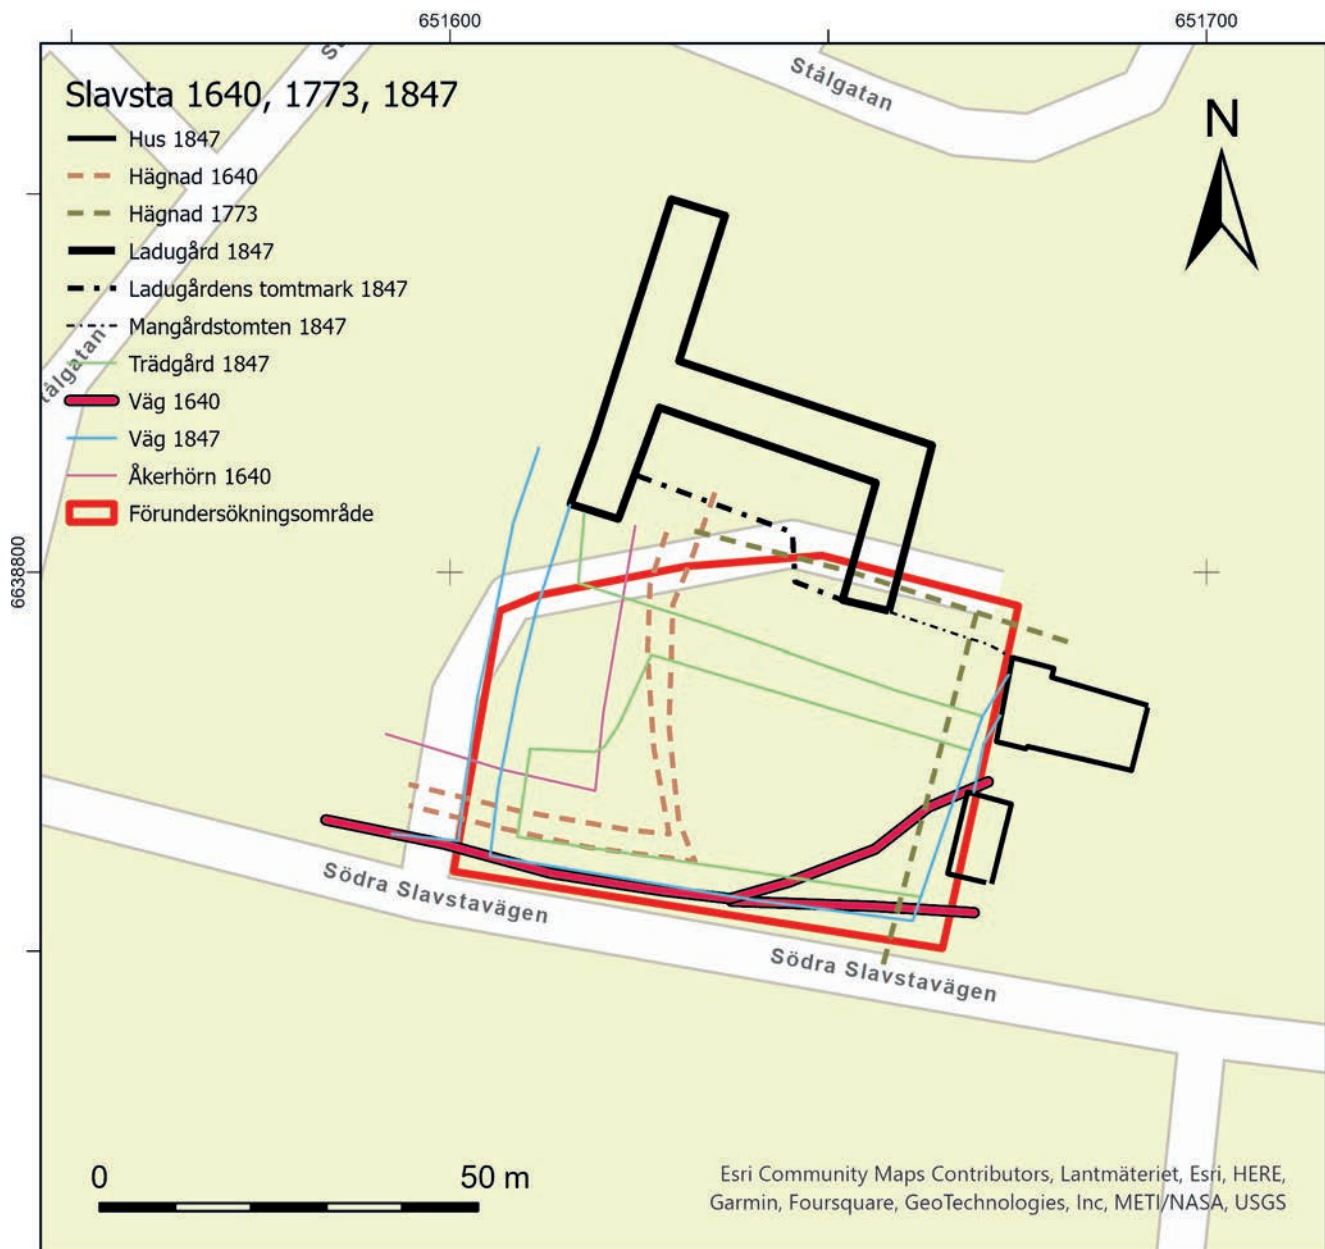 651600
651700
Stålgatan
Slavsta 1640, 1773, 1847
N
Hus 1847
Hägnad 1640
Hägnad 1773
Ladugård 1847
Ladugårdens tomtmark 1847
Mangårdstomten 1847
Trädgård 1847
Väg 1640
Väg 1847
Åkerhörn 1640
Förundersökningsområde
6638800
Södra Slavstavägen
Södra Slavstavägen
0
50 m
Esri Community Maps Contributors, Lantmäteriet, Esri, HERE,
Garmin, Foursquare, GeoTechnologies, Inc, METI/NASA, USGS